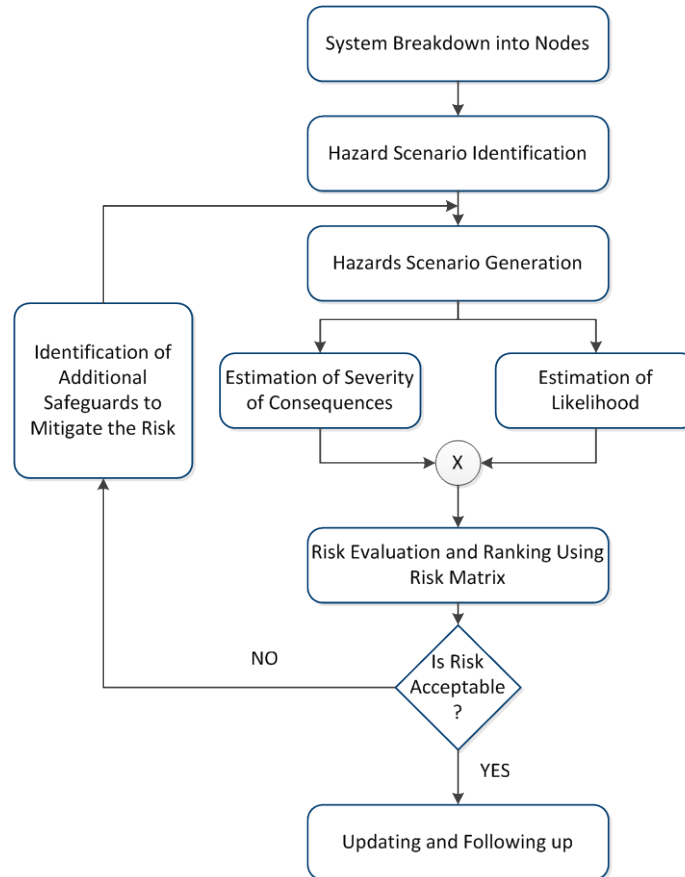 System Breakdown into Nodes
Hazard Scenario Identification
Hazards Scenario Generation
Identification of
Additional
Safeguards to
Mitigate the Risk
Estimation of Severity
of Consequences
Estimation of
Likelihood
X
Risk Evaluation and Ranking Using
Risk Matrix
Is Risk
Acceptable
?
NO
YES
Updating and Following up